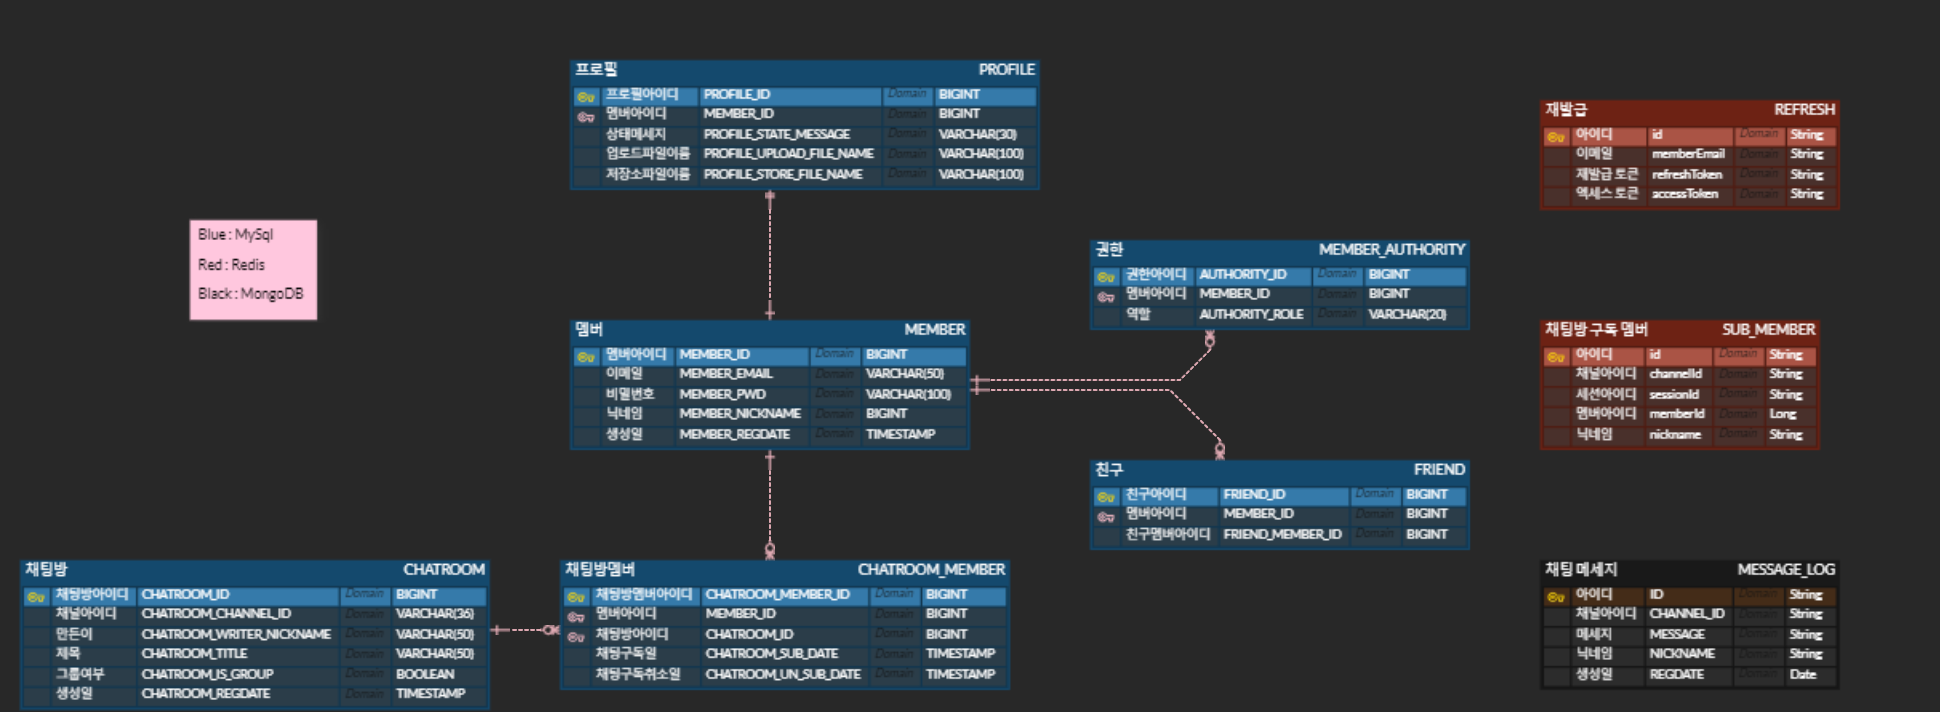 프로필 PROFILE
프로필아이디 PROFILE_ID Domain BIGINT
멤버아이디 MEMBER_ID BIGINT
상태메세지 PROFILE_STATE_MESSAGE Domain VARCHAR(30)
업로드파일이름 PROFILE_UPLOAD_FILE_NAME Domain VARCHAR(100)
저장소파일이름 PROFILE_STORE_FILE_NAME Domain VARCHAR(100)
재발급 REFRESH
아이디 id Domain String
이메일 memberEmail Domain String
재발급 토큰 refreshToken Domain String
엑세스 토큰 accessToken Domain String
Blue : MySql
Red : Redis
Black : MongoDB
권한 MEMBER_AUTHORITY
권한아이디 AUTHORITY_ID Domain BIGINT
멤버아이디 MEMBER_ID Domain BIGINT
역할 AUTHORITY_ROLE Domain VARCHAR(20)
멤버 MEMBER
멤버아이디 MEMBER_ID Domain BIGINT
이메일 MEMBER_EMAIL Domain VARCHAR(50)
비밀번호 MEMBER_PWD Domain VARCHAR(100)
닉네임 MEMBER_NICKNAME Domain BIGINT
생성일 MEMBER_REGDATE Domain TIMESTAMP
채팅방 구독 멤버 SUB_MEMBER
아이디 id Domain String
채널아이디 channelId Domain String
세션아이디 sessionId Domain String
멤버아이디 memberId Domain Long
닉네임 nickname Domain String
친구 FRIEND
친구아이디 FRIEND_ID Domain BIGINT
멤버아이디 MEMBER_ID Domain BIGINT
친구멤버아이디 FRIEND_MEMBER_ID Domain BIGINT
채팅방 CHATROOM
채팅방아이디 CHATROOM_ID Domain BIGINT
채널아이디 CHATROOM_CHANNEL_ID Domain VARCHAR(36)
만든이 CHATROOM_WRITER_NICKNAME Domain VARCHAR(50)
제목 CHATROOM_TITLE Domain VARCHAR(50)
그룹여부 CHATROOM_IS_GROUP Domain BOOLEAN
생성일 CHATROOM_REGDATE Domain TIMESTAMP
채팅방멤버 CHATROOM_MEMBER
채팅방멤버아이디 CHATROOM_MEMBER_ID Domain BIGINT
멤버아이디 MEMBER_ID Domain BIGINT
채팅방아이디 CHATROOM_ID Domain BIGINT
채팅구독일 CHATROOM_SUB_DATE Domain TIMESTAMP
채팅구독취소일 CHATROOM_UN_SUB_DATE Domain TIMESTAMP
채팅 메세지 MESSAGE_LOG
아이디 ID Domain String
채널아이디 CHANNEL_ID Domain String
메세지 MESSAGE Domain String
닉네임 NICKNAME Domain String
생성일 REGDATE Domain Date